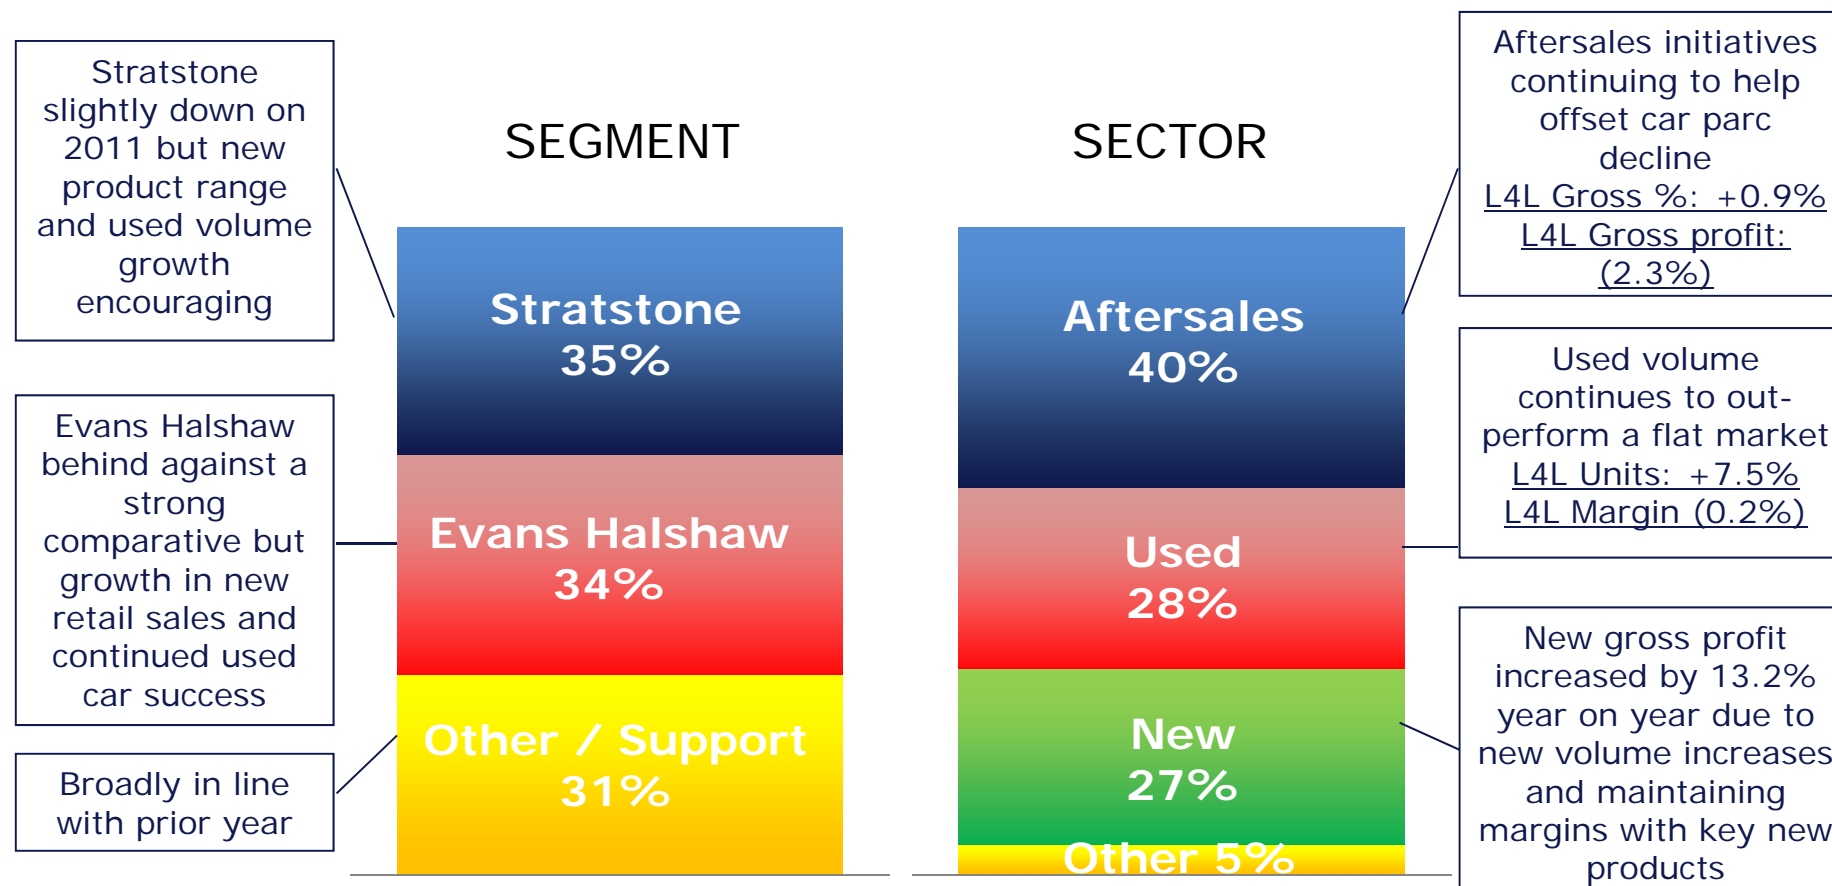 Stratstone
slightly down on
2011 but new
product range
and used volume
growth
encouraging
Evans Halshaw
behind against a
strong
comparative but
growth in new
retail sales and
continued used
car success
Broadly in line
with prior year
SEGMENT
Stratstone
35%
Evans Halshaw
34%
Other / Support
31%
SECTOR
Aftersales
40%
Used
28%
New
27%
Other 5%
Aftersales initiatives
continuing to help
offset car parc
decline
L4L Gross %: +0.9%
L4L Gross profit:
(2.3%)
Used volume
continues to out-
perform a flat market
L4L Units: +7.5%
L4L Margin (0.2%)
New gross profit
increased by 13.2%
year on year due to
new volume increases
and maintaining
margins with key new
products